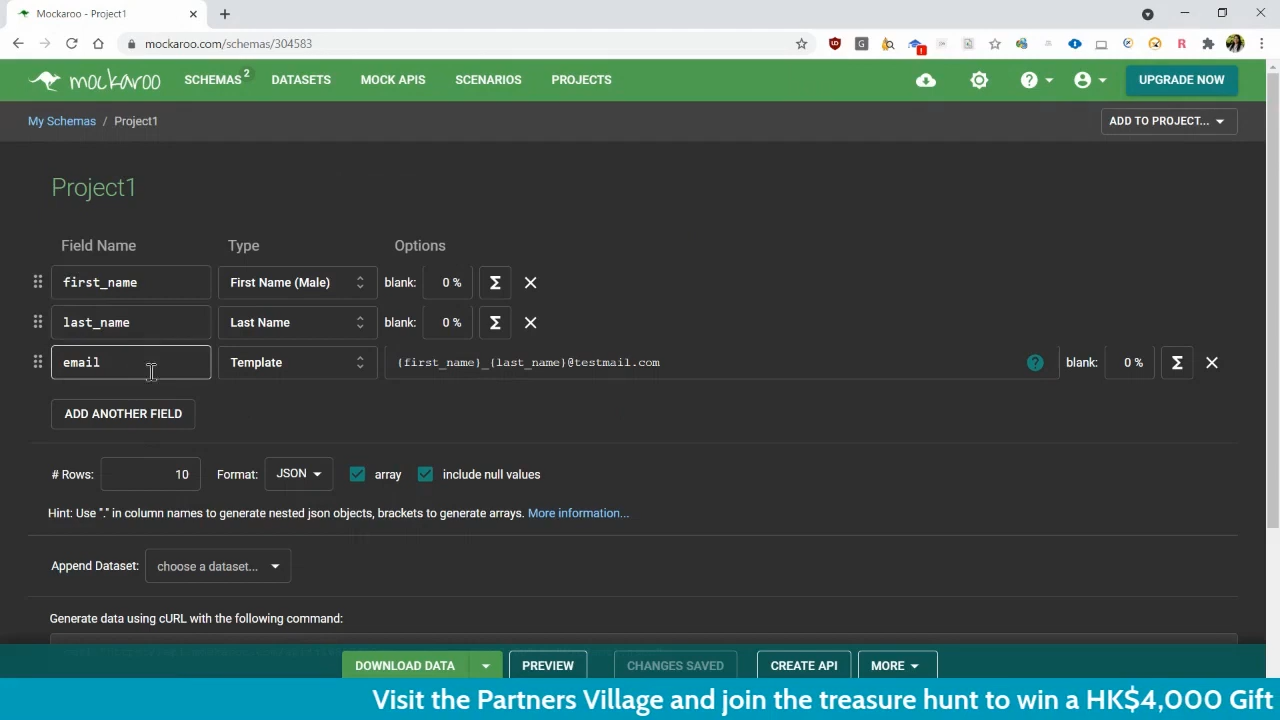 Mockaroo - Project1
mockaroo.com/schemas/304583
mockaroo SCHEMAS 2 DATASETS MOCK APIS SCENARIOS PROJECTS UPGRADE NOW
My Schemas / Project1 ADD TO PROJECT...
Project1
Field Name Type Options
first_name First Name (Male) blank: 0 % Σ
last_name Last Name blank: 0 % Σ
email Template {first_name}_{last_name}@testmail.com ? blank: 0 % Σ
ADD ANOTHER FIELD
# Rows: 10 Format: JSON array include null values
Hint: Use "." in column names to generate nested json objects, brackets to generate arrays. More information...
Append Dataset: choose a dataset...
Generate data using cURL with the following command:
DOWNLOAD DATA PREVIEW CHANGES SAVED CREATE API MORE
Visit the Partners Village and join the treasure hunt to win a HK$4,000 Gift